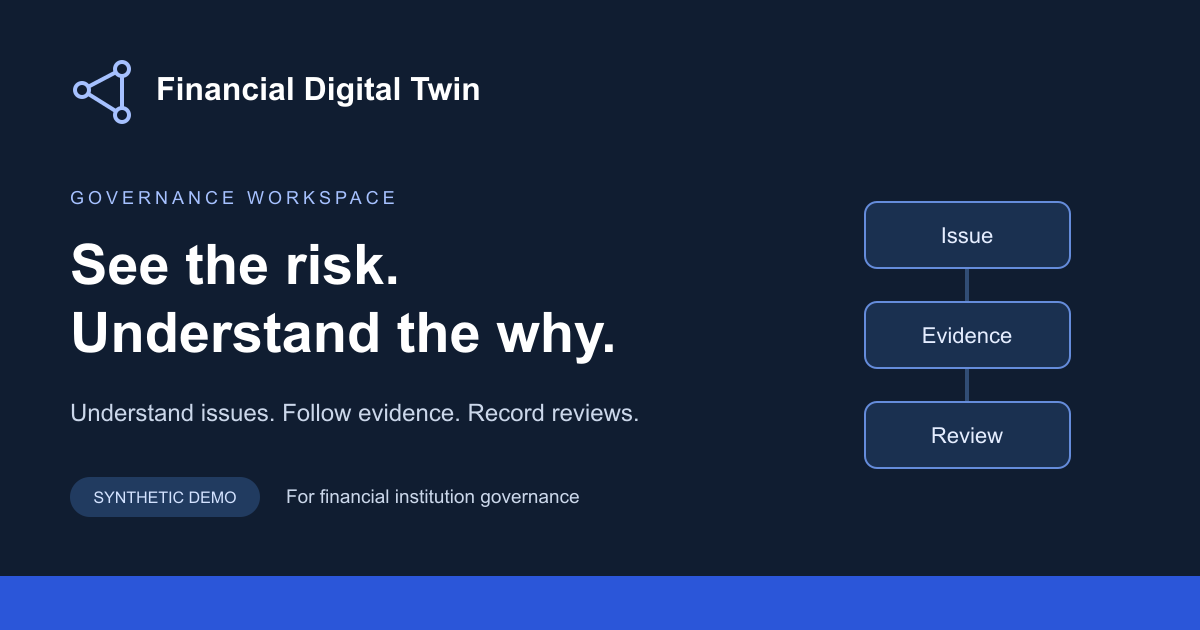 Financial Digital Twin
GOVERNANCE WORKSPACE
See the risk.
Understand the why.
Understand issues. Follow evidence. Record reviews.
SYNTHETIC DEMO
For financial institution governance
Issue
Evidence
Review